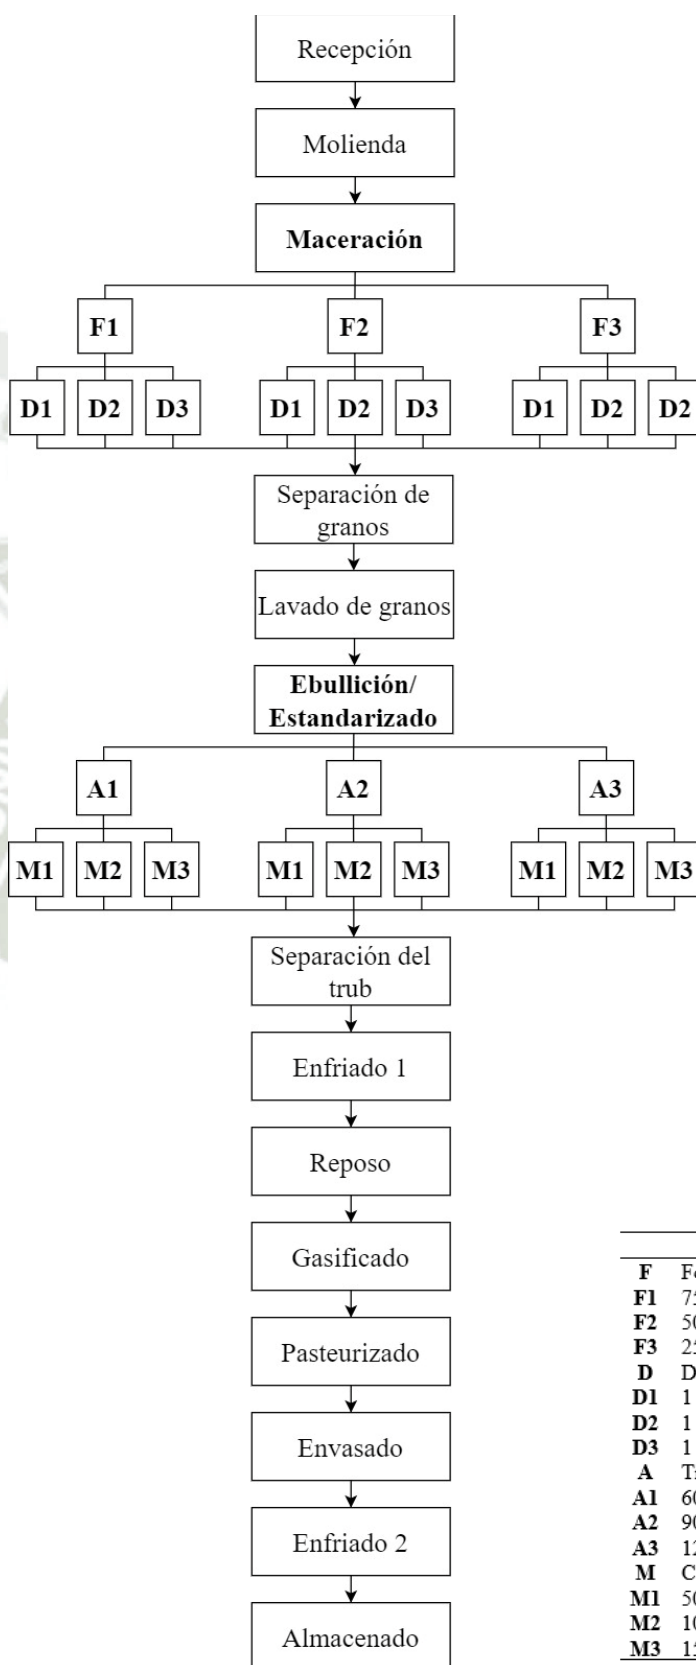 Recepción
Molienda
Maceración
F1 F2 F3
D1 D2 D3 D1 D2 D3 D1 D2 D2
Separación de
granos
Lavado de granos
Ebullición/
Estandarizado
A1 A2 A3
M1 M2 M3 M1 M2 M3 M1 M2 M3
Separación del
trub
Enfriado 1
Reposo
Gasificado
Pasteurizado
Envasado
Enfriado 2
Almacenado
F
F1
F2
F3
D
D1 1
D2 1
D3 1
A
A1
A2
A3
M
M1
M2
M3